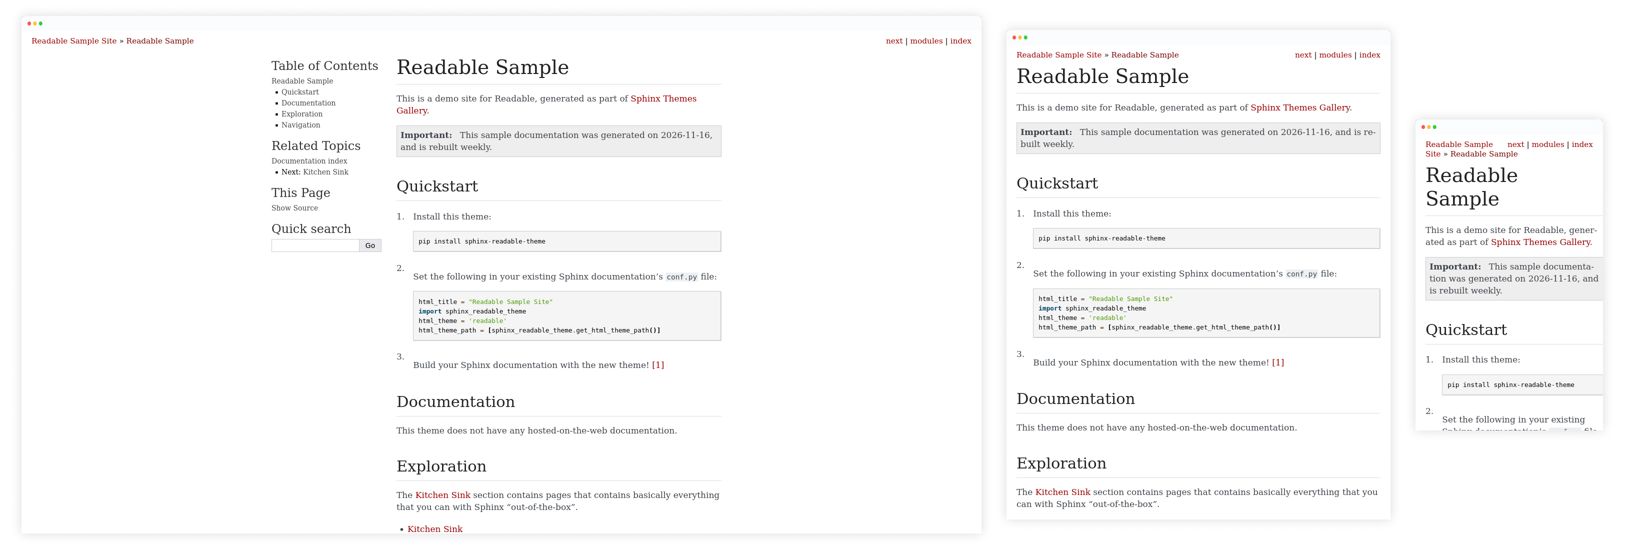 Readable Sample Site » Readable Sample
next | modules | index
Table of Contents
Readable Sample
Quickstart
Documentation
Exploration
Navigation
Related Topics
Documentation index
Next: Kitchen Sink
This Page
Show Source
Quick search
Go
Readable Sample
This is a demo site for Readable, generated as part of Sphinx Themes
Gallery.
Important: This sample documentation was generated on 2026-11-16,
and is rebuilt weekly.
Quickstart
1. Install this theme:
pip install sphinx-readable-theme
2.
Set the following in your existing Sphinx documentation’s conf.py file:
html_title = "Readable Sample Site"
import sphinx_readable_theme
html_theme = 'readable'
html_theme_path = [sphinx_readable_theme.get_html_theme_path()]
3.
Build your Sphinx documentation with the new theme! [1]
Documentation
This theme does not have any hosted-on-the-web documentation.
Exploration
The Kitchen Sink section contains pages that contains basically everything
that you can with Sphinx “out-of-the-box”.
• Kitchen Sink
Readable Sample Site » Readable Sample
next | modules | index
Readable Sample
This is a demo site for Readable, generated as part of Sphinx Themes Gallery.
Important: This sample documentation was generated on 2026-11-16, and is re-
built weekly.
Quickstart
1. Install this theme:
pip install sphinx-readable-theme
2.
Set the following in your existing Sphinx documentation’s conf.py file:
html_title = "Readable Sample Site"
import sphinx_readable_theme
html_theme = 'readable'
html_theme_path = [sphinx_readable_theme.get_html_theme_path()]
3.
Build your Sphinx documentation with the new theme! [1]
Documentation
This theme does not have any hosted-on-the-web documentation.
Exploration
The Kitchen Sink section contains pages that contains basically everything that you
can with Sphinx “out-of-the-box”.
Readable Sample
Site » Readable Sample
next | modules | index
Readable
Sample
This is a demo site for Readable, gener-
ated as part of Sphinx Themes Gallery.
Important: This sample documenta-
tion was generated on 2026-11-16, and
is rebuilt weekly.
Quickstart
1. Install this theme:
pip install sphinx-readable-theme
2.
Set the following in your existing